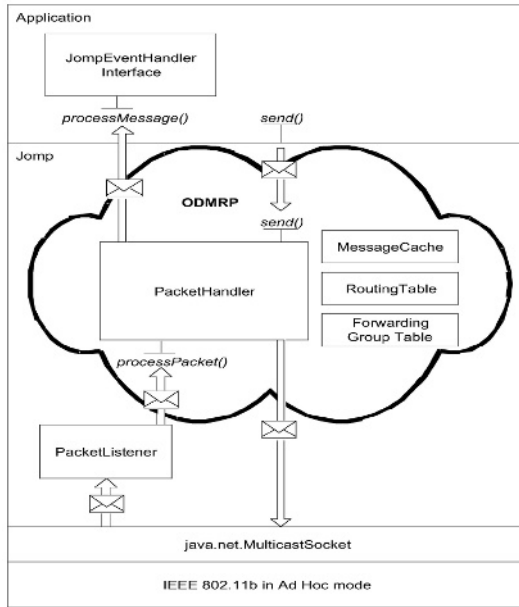 Application
JompEventHandler
Interface
processMessage()
send()
Jomp
ODMRP
send()
MessageCache
PacketHandler
RoutingTable
Forwarding
Group Table
processPacket()
PacketListener
java.net.MulticastSocket
IEEE 802.11b in Ad Hoc mode